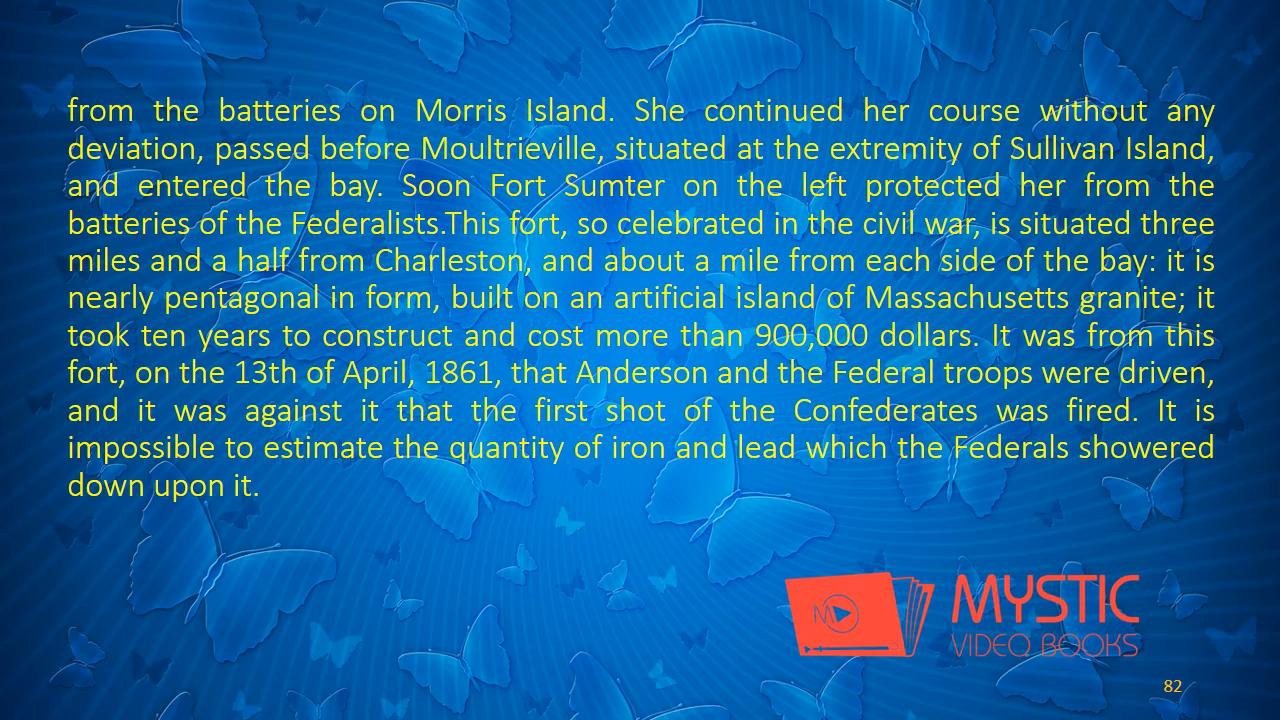 from the batteries on Morris Island. She continued her course without any
deviation, passed before Moultrieville, situated at the extremity of Sullivan Island,
and entered the bay. Soon Fort Sumter on the left protected her from the
batteries of the Federalists.This fort, so celebrated in the civil war, is situated three
miles and a half from Charleston, and about a mile from each side of the bay: it is
nearly pentagonal in form, built on an artificial island of Massachusetts granite; it
took ten years to construct and cost more than 900,000 dollars. It was from this
fort, on the 13th of April, 1861, that Anderson and the Federal troops were driven,
and it was against it that the first shot of the Confederates was fired. It is
impossible to estimate the quantity of iron and lead which the Federals showered
down upon it.
M
MYSTIC
VIDEO BOOKS
82